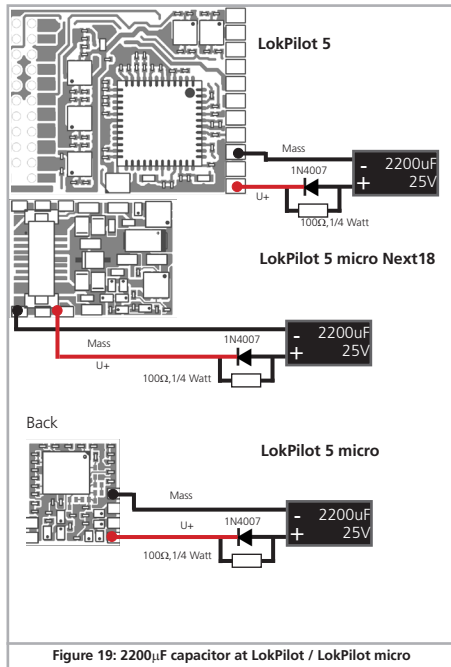 LokPilot 5
Mass
1N4007
U+
100Ω,1/4 Watt
- 2200uF
+ 25V
LokPilot 5 micro Next18
Mass
U+
1N4007
100Ω,1/4 Watt
- 2200uF
+ 25V
Back
LokPilot 5 micro
Mass
U+
1N4007
100Ω,1/4 Watt
- 2200uF
+ 25V
Figure 19: 2200μF capacitor at LokPilot / LokPilot micro